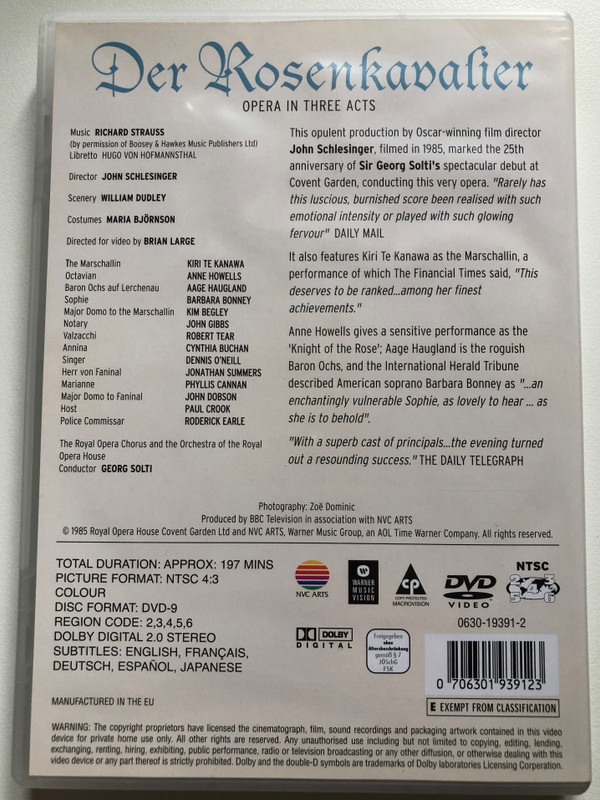 Der Rosenkavalier
OPERA IN THREE ACTS
Music RICHARD STRAUSS
(by permission of Boosey & Hawkes Music Publishers Ltd)
Libretto HUGO VON HOFMANNSTHAL
Director JOHN SCHLESINGER
Scenery WILLIAM DUDLEY
Costumes MARIA BJÖRNSON
Directed for video by BRIAN LARGE
The Marschallin KIRI TE KANAWA
Octavian ANNE HOWELLS
Baron Ochs auf Lerchenau AAGE HAUGLAND
Sophie BARBARA BONNEY
Major Domo to the Marschallin KIM BEGLEY
Notary JOHN GIBBS
Valzacchi ROBERT TEAR
Annina CYNTHIA BUCHAN
Singer DENNIS O'NEILL
Herr von Faninal JONATHAN SUMMERS
Marianne PHYLLIS CANNAN
Major Domo to Faninal JOHN DOBSON
Host PAUL CROOK
Police Commissar RODERICK EARLE
The Royal Opera Chorus and the Orchestra of the Royal
Opera House
Conductor GEORG SOLTI
This opulent production by Oscar-winning film director
John Schlesinger, filmed in 1985, marked the 25th
anniversary of Sir Georg Solti's spectacular debut at
Covent Garden, conducting this very opera. "Rarely has
this luscious, burnished score been realised with such
emotional intensity or played with such glowing
fervour" DAILY MAIL
It also features Kiri Te Kanawa as the Marschallin, a
performance of which The Financial Times said, "This
deserves to be ranked...among her finest
achievements."
Anne Howells gives a sensitive performance as the
'Knight of the Rose'; Aage Haugland is the roguish
Baron Ochs, and the International Herald Tribune
described American soprano Barbara Bonney as "...an
enchantingly vulnerable Sophie, as lovely to hear ... as
she is to behold".
"With a superb cast of principals...the evening turned
out a resounding success." THE DAILY TELEGRAPH
Photography: Zoë Dominic
Produced by BBC Television in association with NVC ARTS
© 1985 Royal Opera House Covent Garden Ltd and NVC ARTS, Warner Music Group, an AOL Time Warner Company. All rights reserved.
TOTAL DURATION: APPROX: 197 MINS
PICTURE FORMAT: NTSC 4:3
COLOUR
DISC FORMAT: DVD-9
REGION CODE: 2,3,4,5,6
DOLBY DIGITAL 2.0 STEREO
SUBTITLES: ENGLISH, FRANÇAIS,
DEUTSCH, ESPAÑOL, JAPANESE
NVC ARTS
WARNER
MUSIC
VISION
CP
COPY PROTECTED
MACROVISION
DVD
VIDEO
NTSC
2 3 4 5 6
DOLBY
DIGITAL
Freigegeben
ohne
Altersbeschränkung
gemäß § 7
JÖSchG
FSK
0630-19391-2
0 706301 939123
E EXEMPT FROM CLASSIFICATION
MANUFACTURED IN THE EU
WARNING: The copyright proprietors have licensed the cinematograph, film, sound recordings and packaging artwork contained in this video
device for private home use only. All other rights are reserved. Any unauthorised use including but not limited to copying, editing, lending,
exchanging, renting, hiring, exhibiting, public performance, radio or television broadcasting or any other diffusion, or otherwise dealing with this
video device or any part thereof is strictly prohibited. Dolby and the double-D symbols are trademarks of Dolby laboratories Licensing Corperation.